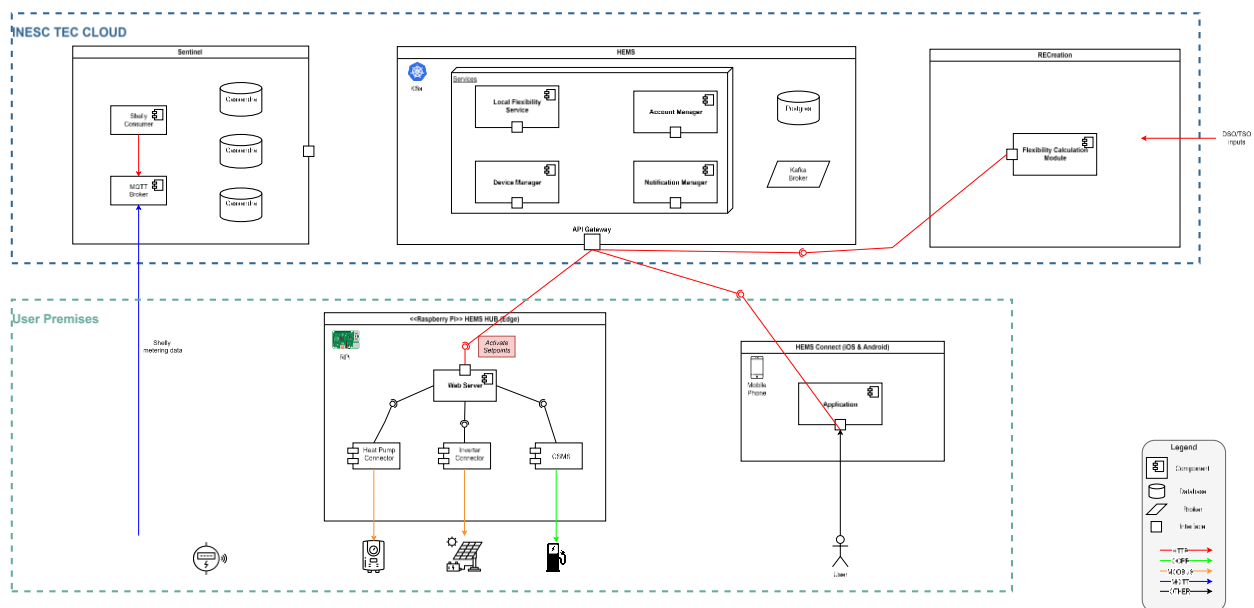 INESC TEC CLOUD
Sentinel
Shelly
Consumer
MQTT
Broker
Cassandra
Cassandra
Cassandra
HEMS
K8s
Services
Local Flexibility
Service
Account Manager
Device Manager
Notification Manager
Postgres
Kafka
Broker
API Gateway
RECreation
Flexibility Calculation
Module
DSO/TSO
Inputs
User Premises
Shelly
metering data
<<Raspberry Pi>> HEMS HUB (Edge)
RPi
Activate
Setpoints
Web Server
Heat Pump
Connector
Inverter
Connector
CSMS
HEMS Connect (iOS & Android)
Mobile
Phone
Application
User
Legend
Component
Database
Broker
Interface
HTTP
OCPP
MODBUS
MQTT
OTHER